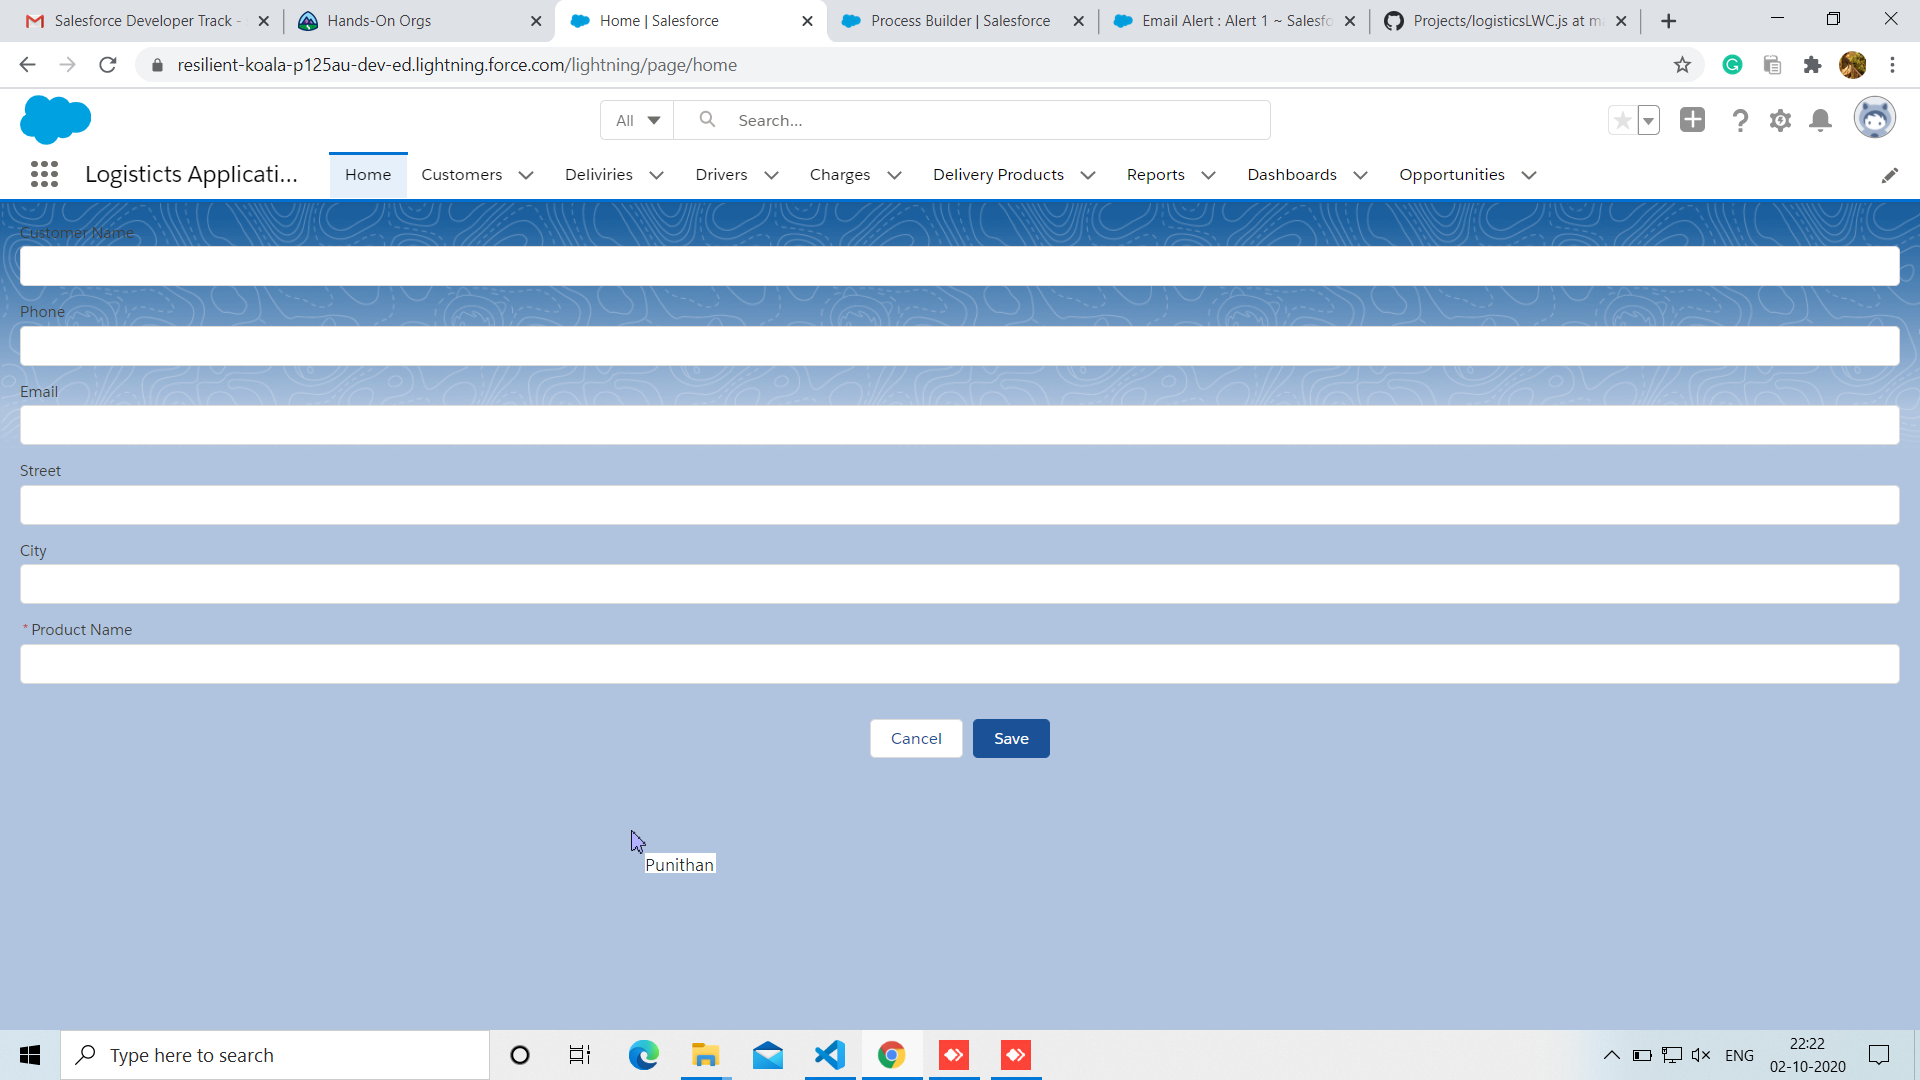 Salesforce Developer Track -
Hands-On Orgs
Home | Salesforce
Process Builder | Salesforce
Email Alert : Alert 1 ~ Salesfo
Projects/logisticsLWC.js at m
resilient-koala-p125au-dev-ed.lightning.force.com/lightning/page/home
All
Search...
Logisticts Applicati...
Home
Customers
Deliviries
Drivers
Charges
Delivery Products
Reports
Dashboards
Opportunities
Customer Name
Phone
Email
Street
City
*Product Name
Cancel
Save
Punithan
Type here to search
ENG
22:22
02-10-2020